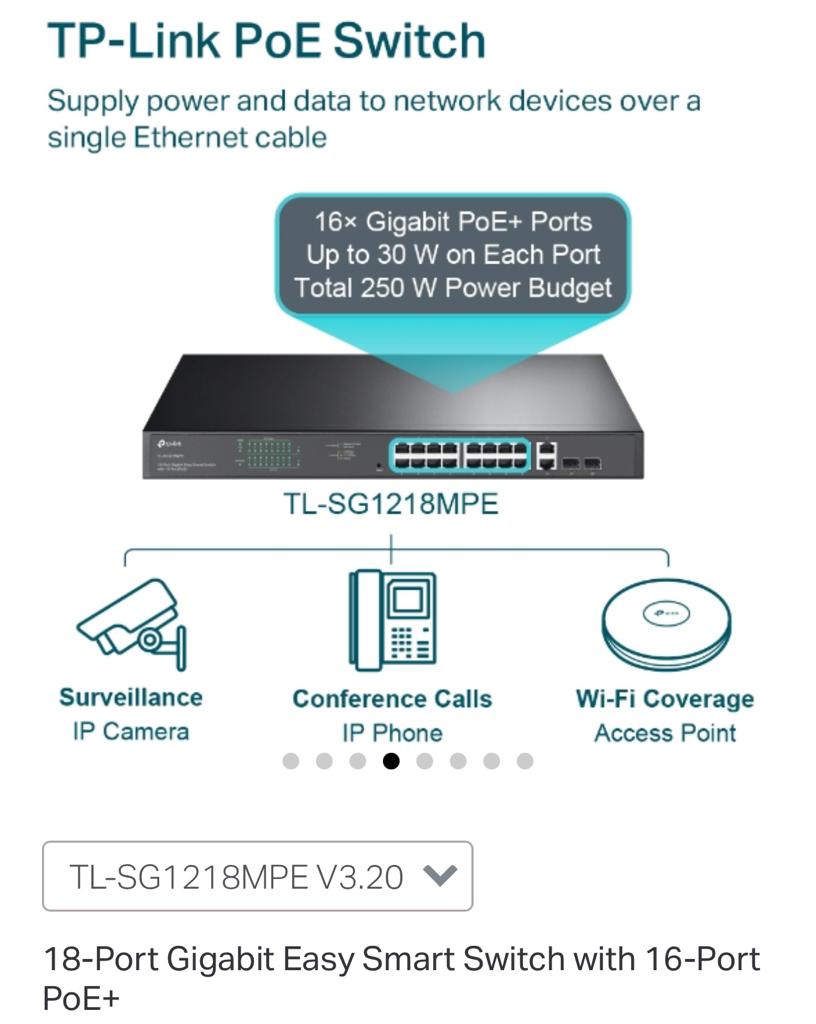 TP-Link PoE Switch
Supply power and data to network devices over a
single Ethernet cable
16× Gigabit PoE+ Ports
Up to 30 W on Each Port
Total 250 W Power Budget
tp-link
TL-SG1218MPE
Surveillance
IP Camera
Conference Calls
IP Phone
Wi-Fi Coverage
Access Point
TL-SG1218MPE V3.20
18-Port Gigabit Easy Smart Switch with 16-Port
PoE+